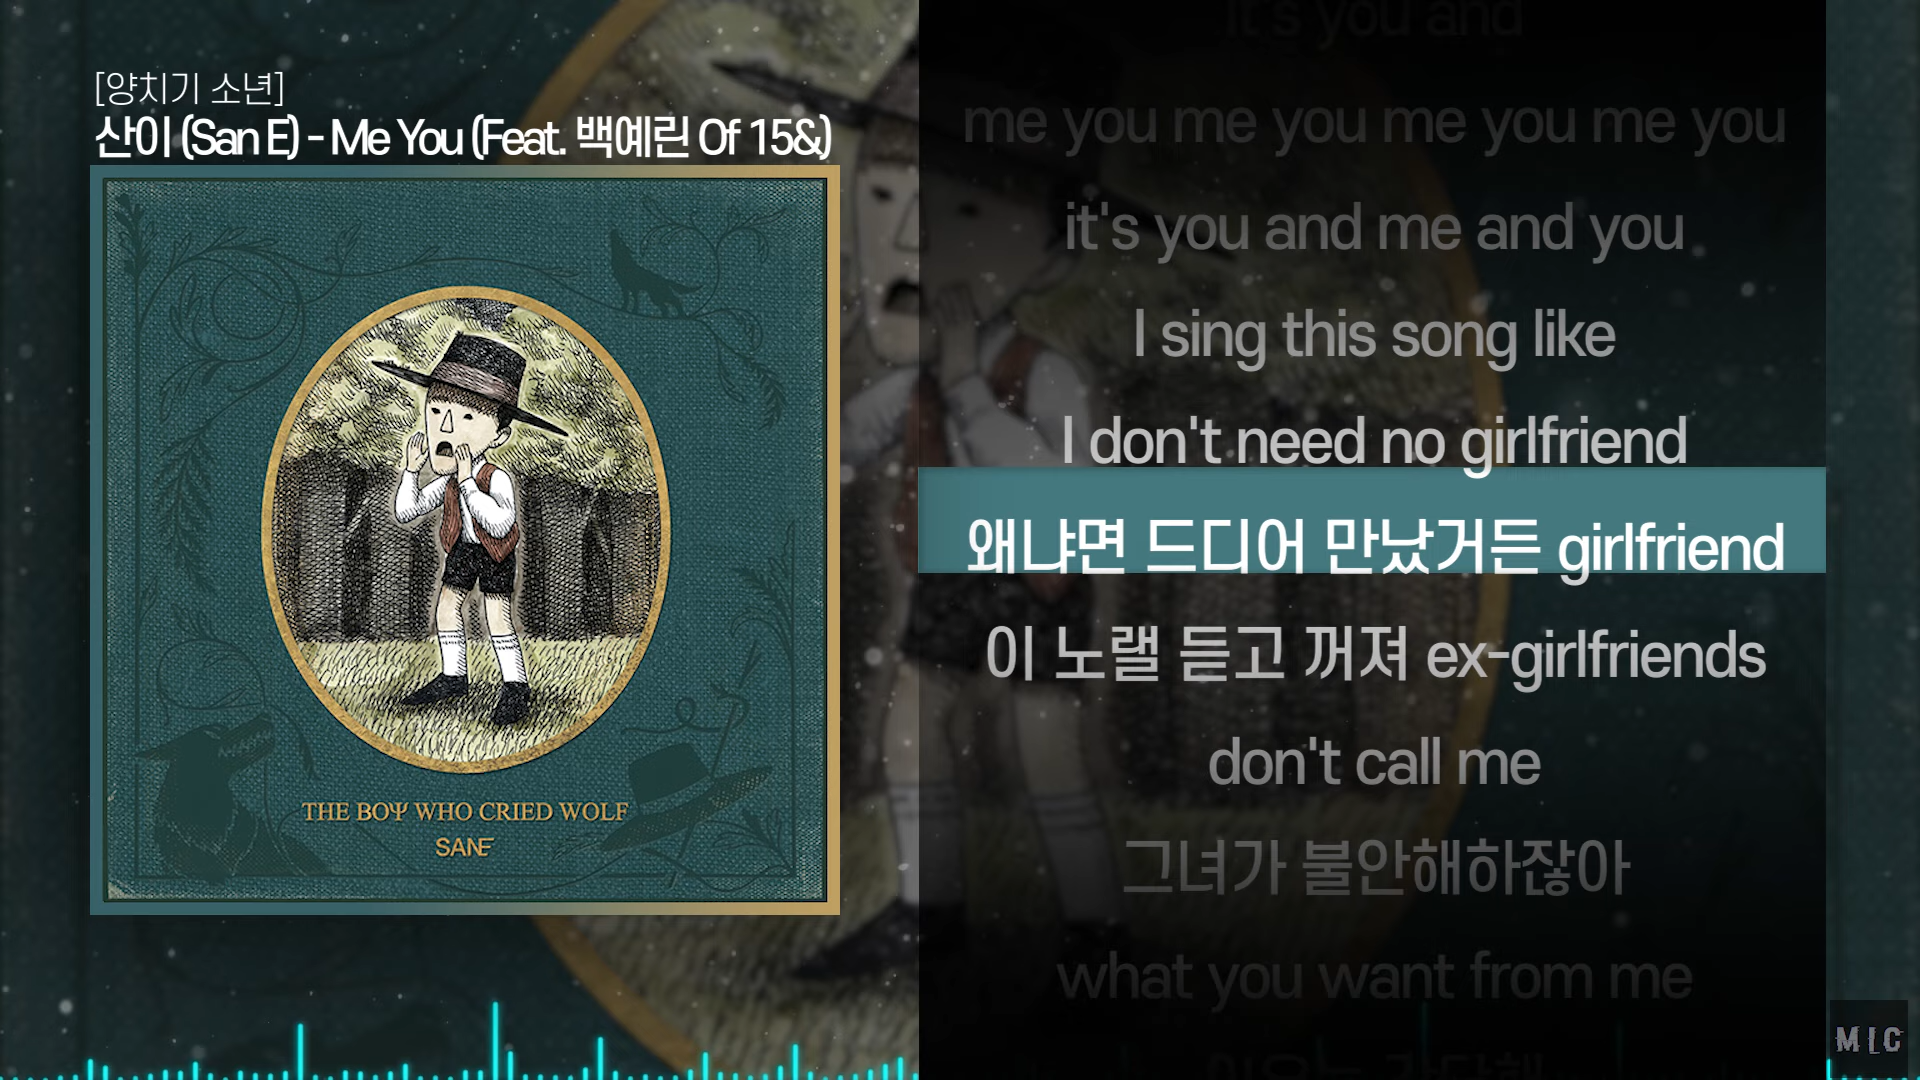 [양치기 소년]
산이 (San E) - Me You (Feat. 백예린 Of 15&)
THE BOY WHO CRIED WOLF
SAN E
it's you and
me you me you me you me you
it's you and me and you
I sing this song like
I don't need no girlfriend
왜냐면 드디어 만났거든 girlfriend
이 노랠 듣고 꺼져 ex-girlfriends
don't call me
그녀가 불안해하잖아
what you want from me
MIC